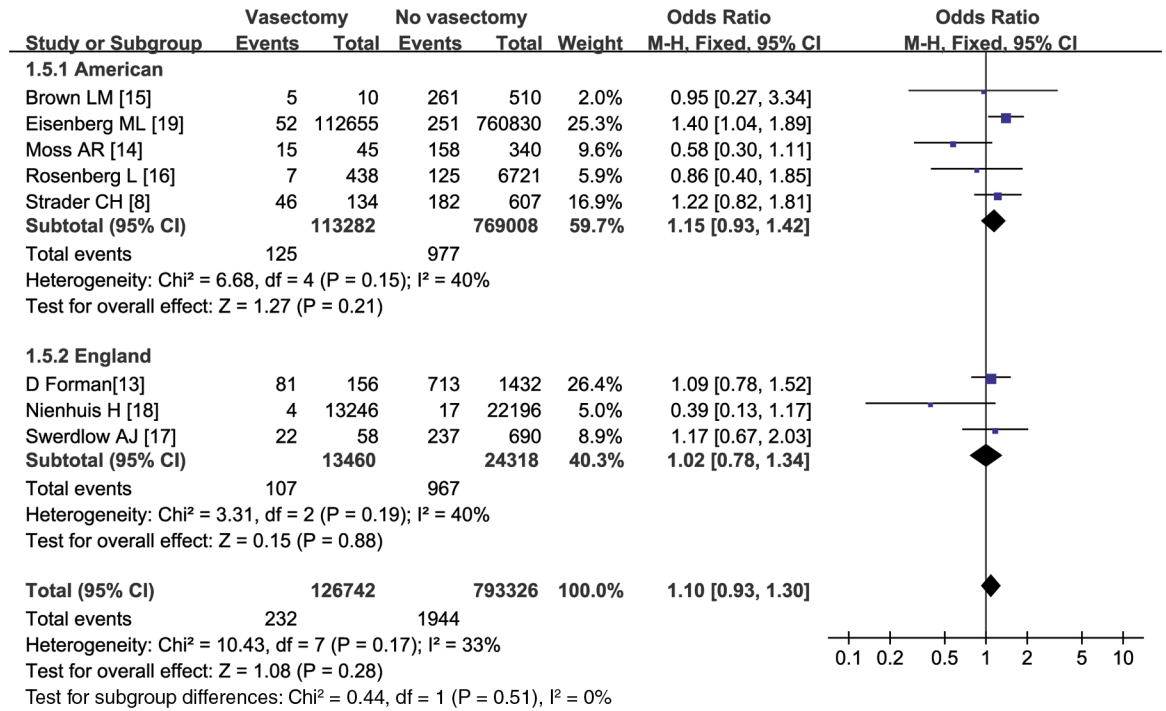 Vasectomy No vasectomy Odds Ratio Odds Ratio
Study or Subgroup Events Total Events Total Weight M-H, Fixed, 95% CI M-H, Fixed, 95% CI
1.5.1 American
Brown LM [15] 5 10 261 510 2.0% 0.95 [0.27, 3.34]
Eisenberg ML [19] 52 112655 251 760830 25.3% 1.40 [1.04, 1.89]
Moss AR [14] 15 45 158 340 9.6% 0.58 [0.30, 1.11]
Rosenberg L [16] 7 438 125 6721 5.9% 0.86 [0.40, 1.85]
Strader CH [8] 46 134 182 607 16.9% 1.22 [0.82, 1.81]
Subtotal (95% CI) 113282 769008 59.7% 1.15 [0.93, 1.42]
Total events 125 977
Heterogeneity: Chi² = 6.68, df = 4 (P = 0.15); I² = 40%
Test for overall effect: Z = 1.27 (P = 0.21)
1.5.2 England
D Forman[13] 81 156 713 1432 26.4% 1.09 [0.78, 1.52]
Nienhuis H [18] 4 13246 17 22196 5.0% 0.39 [0.13, 1.17]
Swerdlow AJ [17] 22 58 237 690 8.9% 1.17 [0.67, 2.03]
Subtotal (95% CI) 13460 24318 40.3% 1.02 [0.78, 1.34]
Total events 107 967
Heterogeneity: Chi² = 3.31, df = 2 (P = 0.19); I² = 40%
Test for overall effect: Z = 0.15 (P = 0.88)
Total (95% CI) 126742 793326 100.0% 1.10 [0.93, 1.30]
Total events 232 1944
Heterogeneity: Chi² = 10.43, df = 7 (P = 0.17); I² = 33%
Test for overall effect: Z = 1.08 (P = 0.28)
Test for subgroup differences: Chi² = 0.44, df = 1 (P = 0.51), I² = 0%
0.1 0.2 0.5 1 2 5 10